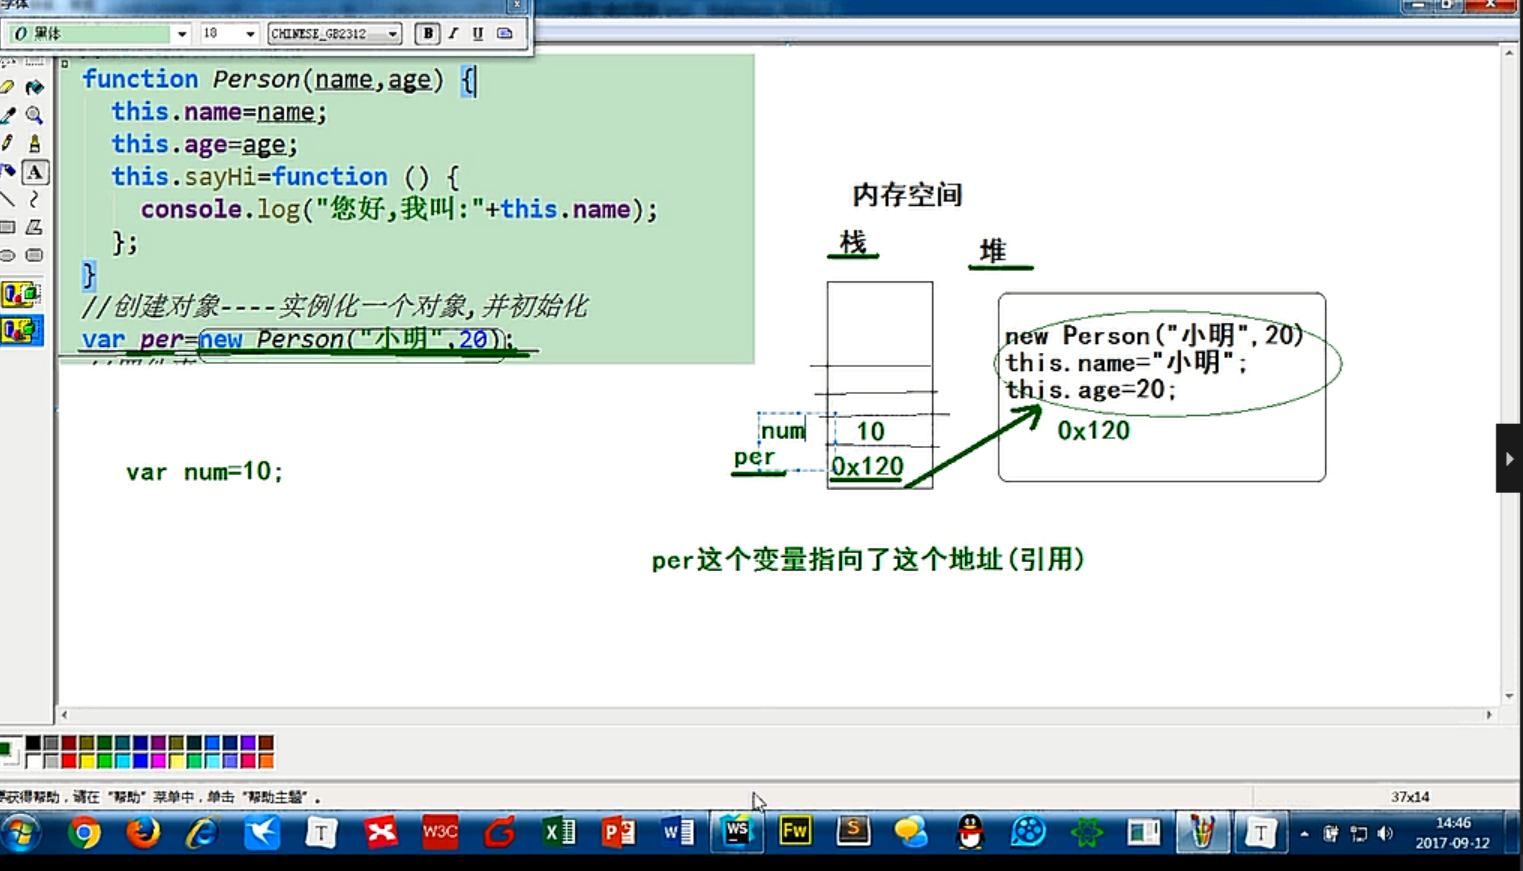 字体
O 黑体
18
CHINESE_GB2312
B I U
function Person(name,age) {
this.name=name;
this.age=age;
this.sayHi=function () {
console.log("您好,我叫:"+this.name);
};
}
//创建对象----实例化一个对象,并初始化
var per=new Person("小明",20);
A
内存空间
栈
堆
new Person("小明",20)
this.name="小明";
this.age=20;
0x120
num
10
per
0x120
var num=10;
per这个变量指向了这个地址(引用)
要获得帮助，请在 "帮助" 菜单中，单击 "帮助主题" 。
37x14
T
W3C
WS
Fw
S
T
14:46
2017-09-12